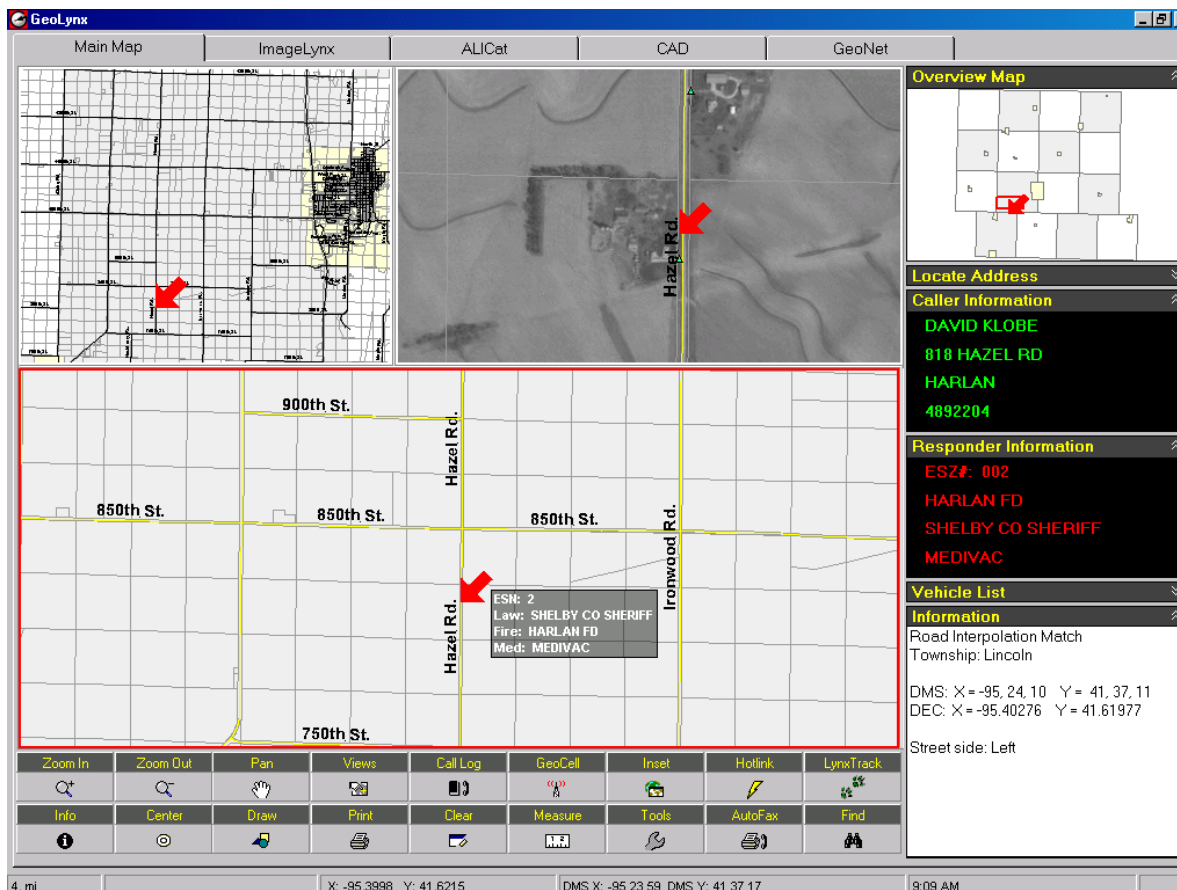 GeoLynx
Main Map
ImageLynx
ALICat
CAD
GeoNet
Hazel Rd.
Overview Map
Locate Address
Caller Information
DAVID KLOBE
818 HAZEL RD
HARLAN
4892204
Responder Information
ESZ#: 002
HARLAN FD
SHELBY CO SHERIFF
MEDIVAC
Vehicle List
Information
Road Interpolation Match
Township: Lincoln
DMS: X = -95, 24, 10 Y = 41, 37, 11
DEC: X = -95.40276 Y = 41.61977
Street side: Left
900th St.
Hazel Rd.
850th St.
850th St.
850th St.
Ironwood Rd.
Hazel Rd.
ESN: 2
Law: SHELBY CO SHERIFF
Fire: HARLAN FD
Med: MEDIVAC
750th St.
Zoom In
Zoom Out
Pan
Views
Call Log
GeoCell
Inset
Hotlink
LynxTrack
Info
Center
Draw
Print
Clear
Measure
Tools
AutoFax
Find
4. mi
X: -95.3998 Y: 41.6215
DMS X: -95 23 59 DMS Y: 41 37 17
9:09 AM